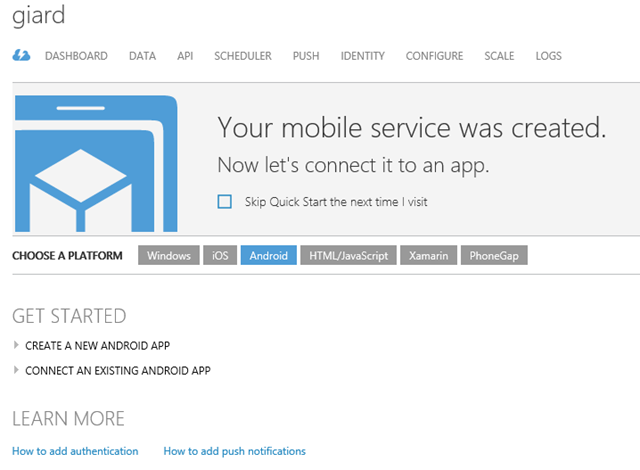 giard
DASHBOARD DATA API SCHEDULER PUSH IDENTITY CONFIGURE SCALE LOGS
Your mobile service was created.
Now let's connect it to an app.
Skip Quick Start the next time I visit
CHOOSE A PLATFORM Windows iOS Android HTML/JavaScript Xamarin PhoneGap
GET STARTED
CREATE A NEW ANDROID APP
CONNECT AN EXISTING ANDROID APP
LEARN MORE
How to add authentication How to add push notifications